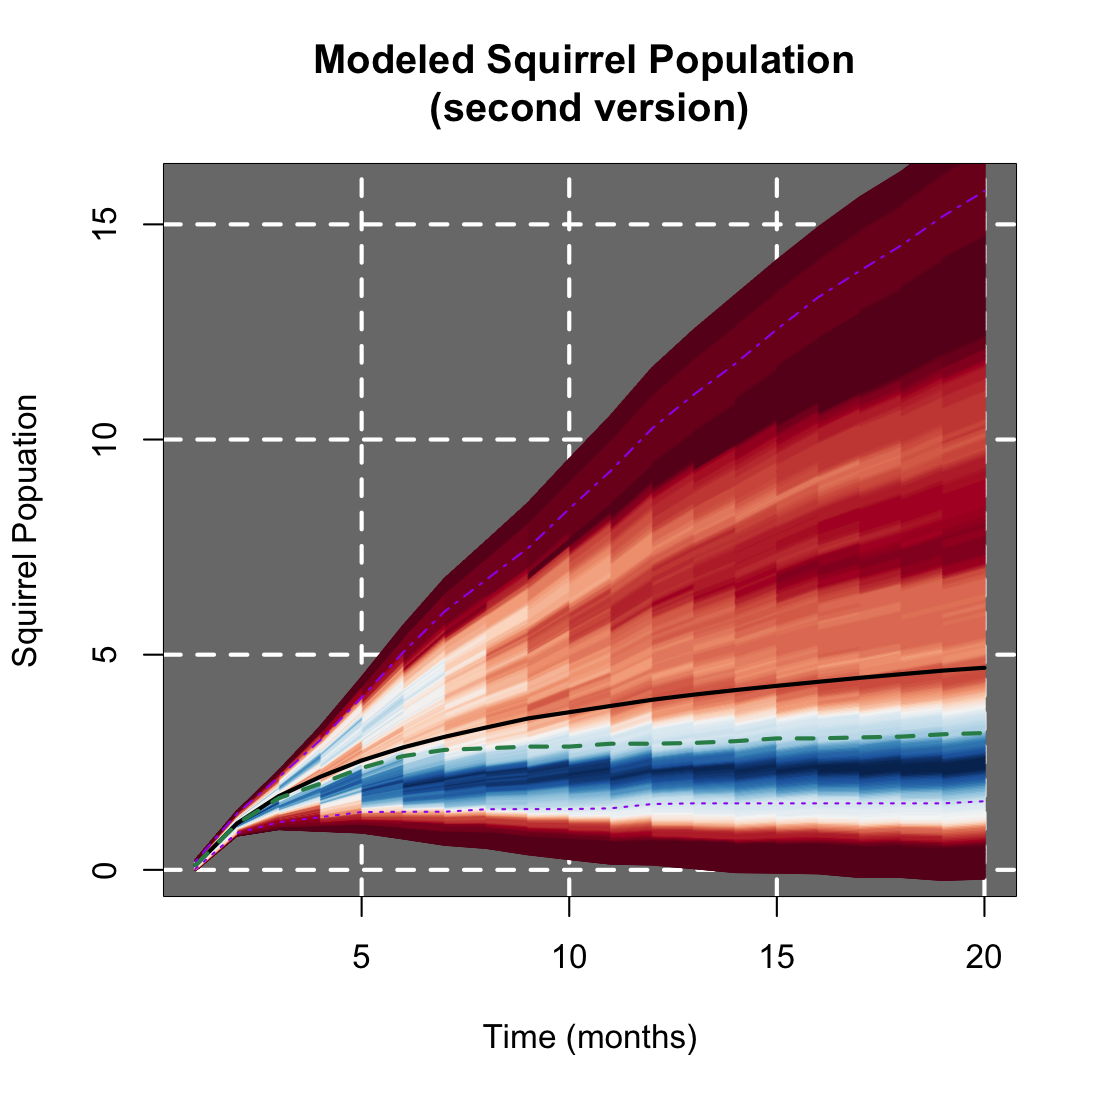 Modeled Squirrel Population
(second version)
Squirrel Popuation
15
10
5
0
5
10
15
20
Time (months)